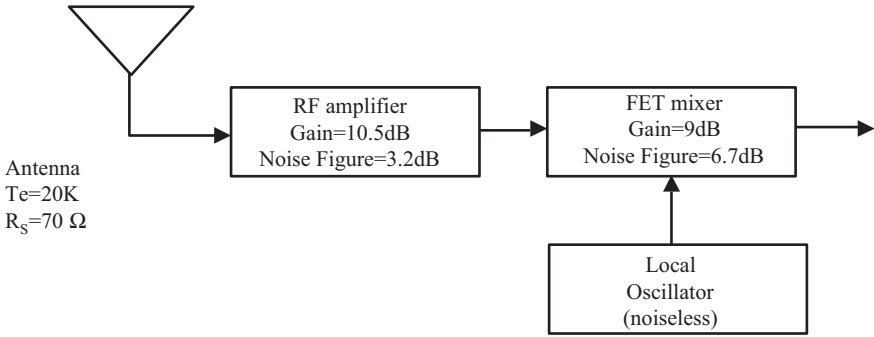 RF amplifier
Gain=10.5dB
Noise Figure=3.2dB
FET mixer
Gain=9dB
Noise Figure=6.7dB
Antenna
Te=20K
R_S=70 Ω
Local
Oscillator
(noiseless)